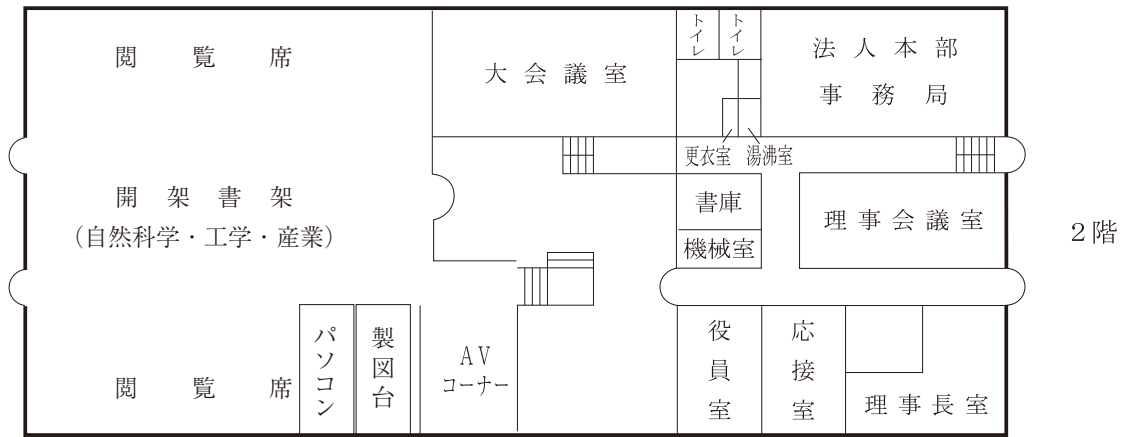 閲覧席
大会議室
トイレ
トイレ
法人本部
事務局
更衣室
湯沸室
開架書架
(自然科学・工学・産業)
書庫
機械室
理事会議室
2階
閲覧席
パソコン
製図台
AV
コーナー
役員室
応接室
理事長室